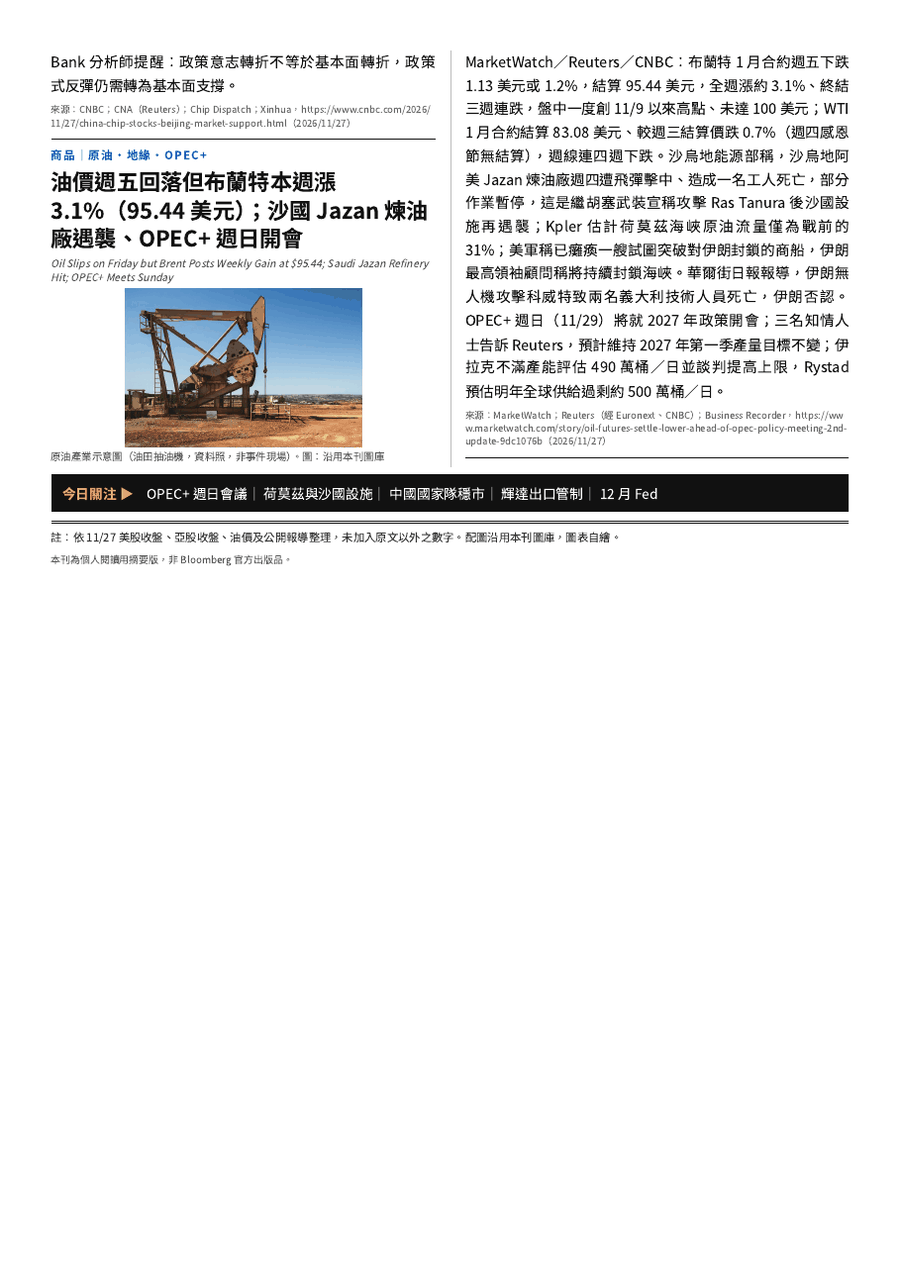 Bank 分析師提醒：政策意志轉折不等於基本面轉折，政策
式反彈仍需轉為基本面支撐。
來源：CNBC；CNA（Reuters）；Chip Dispatch；Xinhua，https://www.cnbc.com/2026/
11/27/china-chip-stocks-beijing-market-support.html（2026/11/27）
商品｜原油・地緣・OPEC+
油價週五回落但布蘭特本週漲
3.1%（95.44 美元）；沙國 Jazan 煉油
廠遇襲、OPEC+ 週日開會
Oil Slips on Friday but Brent Posts Weekly Gain at $95.44; Saudi Jazan Refinery
Hit; OPEC+ Meets Sunday
原油產業示意圖（油田抽油機，資料照，非事件現場）。圖：沿用本刊圖庫
MarketWatch／Reuters／CNBC：布蘭特 1 月合約週五下跌
1.13 美元或 1.2%，結算 95.44 美元，全週漲約 3.1%、終結
三週連跌，盤中一度創 11/9 以來高點、未達 100 美元；WTI
1 月合約結算 83.08 美元、較週三結算價跌 0.7%（週四感恩
節無結算），週線連四週下跌。沙烏地能源部稱，沙烏地阿
美 Jazan 煉油廠週四遭飛彈擊中、造成一名工人死亡，部分
作業暫停，這是繼胡塞武裝宣稱攻擊 Ras Tanura 後沙國設
施再遇襲；Kpler 估計荷莫茲海峽原油流量僅為戰前的
31%；美軍稱已癱瘓一艘試圖突破對伊朗封鎖的商船，伊朗
最高領袖顧問稱將持續封鎖海峽。華爾街日報報導，伊朗無
人機攻擊科威特致兩名義大利技術人員死亡，伊朗否認。
OPEC+ 週日（11/29）將就 2027 年政策開會；三名知情人
士告訴 Reuters，預計維持 2027 年第一季產量目標不變；伊
拉克不滿產能評估 490 萬桶／日並談判提高上限，Rystad
預估明年全球供給過剩約 500 萬桶／日。
來源：MarketWatch；Reuters（經 Euronext、CNBC）；Business Recorder，https://ww
w.marketwatch.com/story/oil-futures-settle-lower-ahead-of-opec-policy-meeting-2nd-
update-9dc1076b（2026/11/27）
今日關注 ▶ OPEC+ 週日會議｜荷莫茲與沙國設施｜中國國家隊穩市｜輝達出口管制｜12 月 Fed
註：依 11/27 美股收盤、亞股收盤、油價及公開報導整理，未加入原文以外之數字。配圖沿用本刊圖庫，圖表自繪。
本刊為個人閱讀用摘要版，非 Bloomberg 官方出版品。